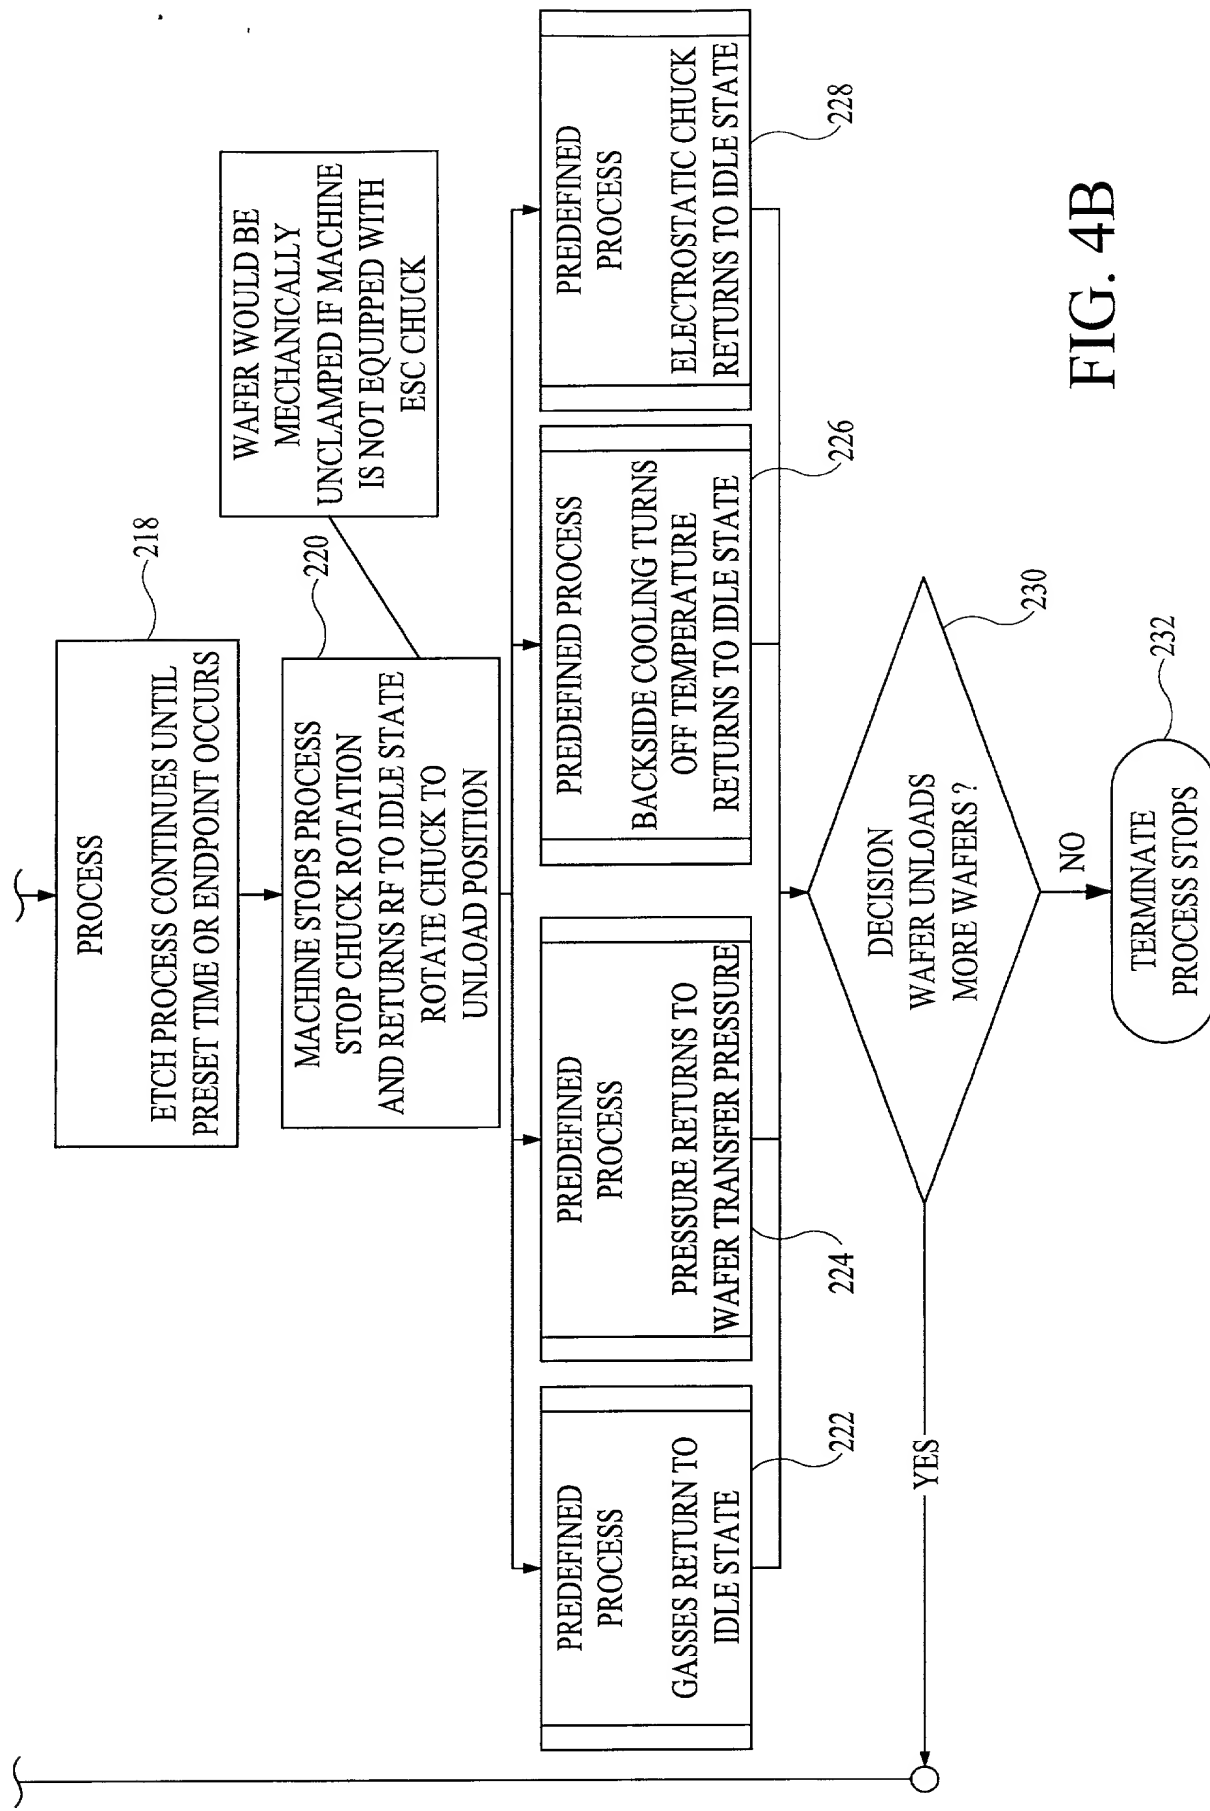 PROCESS
ETCH PROCESS CONTINUES UNTIL
PRESET TIME OR ENDPOINT OCCURS
218
MACHINE STOPS PROCESS
STOP CHUCK ROTATION
AND RETURNS RF TO IDLE STATE
ROTATE CHUCK TO
UNLOAD POSITION
220
WAFER WOULD BE
MECHANICALLY
UNCLAMPED IF MACHINE
IS NOT EQUIPPED WITH
ESC CHUCK
PREDEFINED
PROCESS
GASSES RETURN TO
IDLE STATE
222
PREDEFINED
PROCESS
PRESSURE RETURNS TO
WAFER TRANSFER PRESSURE
224
PREDEFINED PROCESS
BACKSIDE COOLING TURNS
OFF TEMPERATURE
RETURNS TO IDLE STATE
226
PREDEFINED
PROCESS
ELECTROSTATIC CHUCK
RETURNS TO IDLE STATE
228
DECISION
WAFER UNLOADS
MORE WAFERS ?
230
YES
NO
TERMINATE
PROCESS STOPS
232
FIG. 4B